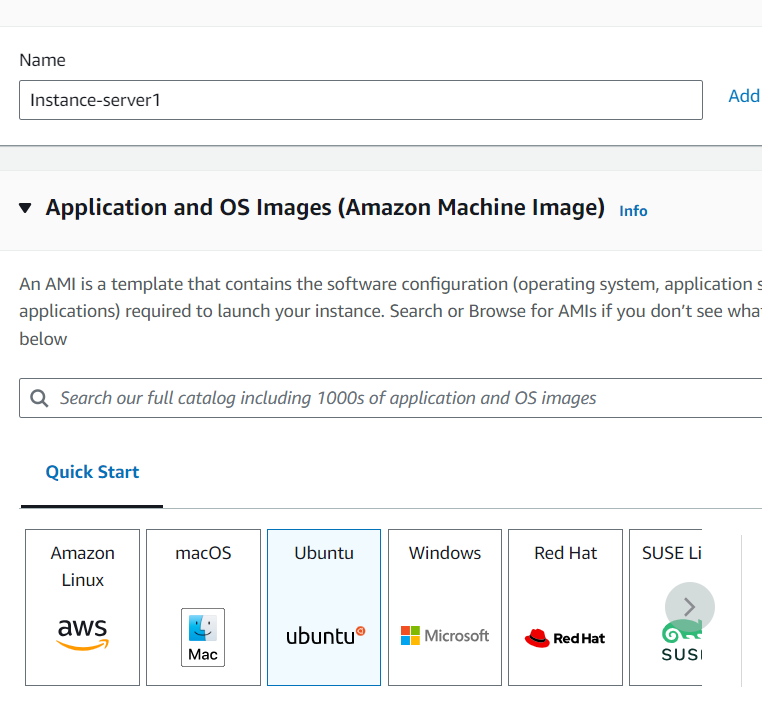 Name
Instance-server1
Add
Application and OS Images (Amazon Machine Image) Info
An AMI is a template that contains the software configuration (operating system, application s
applications) required to launch your instance. Search or Browse for AMIs if you don’t see what
below
Search our full catalog including 1000s of application and OS images
Quick Start
Amazon
Linux
aws
macOS
Mac
Ubuntu
ubuntu
Windows
Microsoft
Red Hat
Red Hat
SUSE Li
SUS